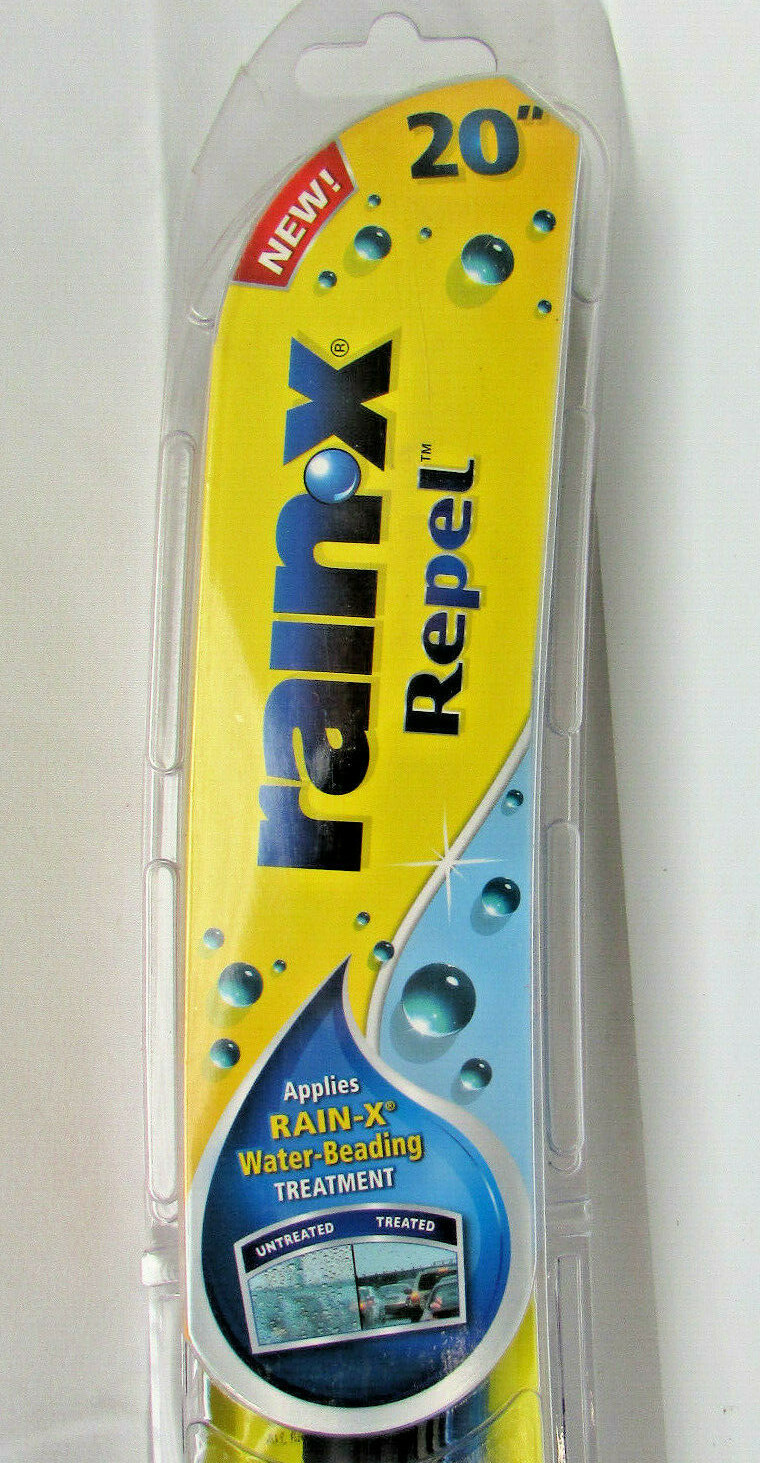 20"
NEW!
rain-x®
Repel™
Applies
RAIN-X®
Water-Beading
TREATMENT
UNTREATED TREATED